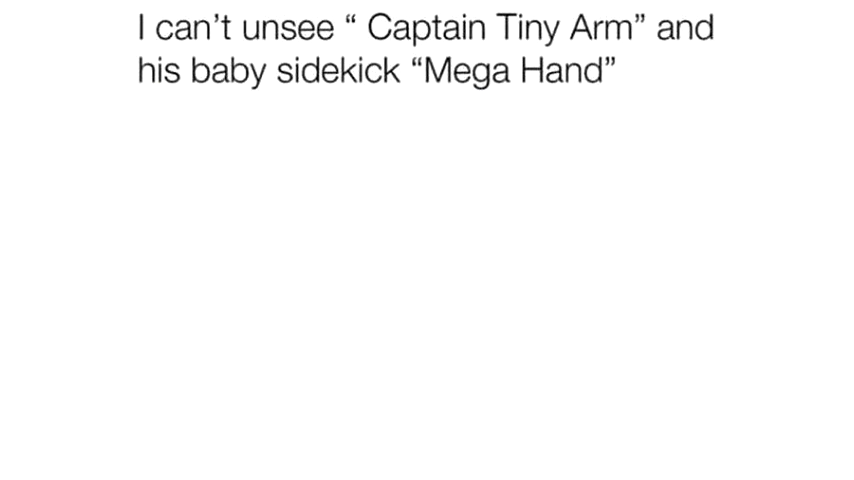 I can’t unsee “ Captain Tiny Arm” and
his baby sidekick “Mega Hand”